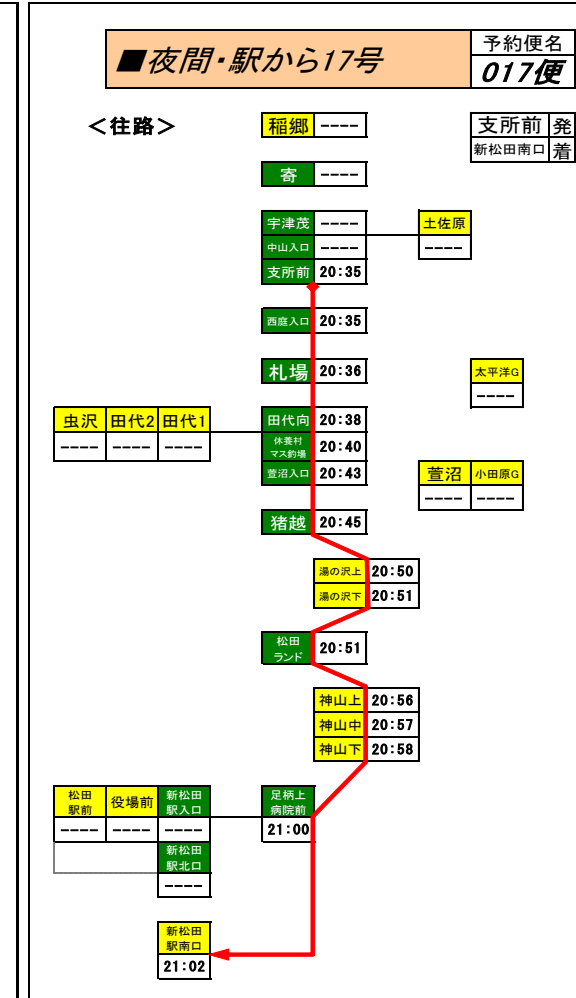 ■夜間・駅から17号
予約便名
017便
＜往路＞
支所前 発
新松田南口 着
稲郷 ----
寄 ----
宇津茂 ----
中山入口 ----
支所前 20:35
土佐原
----
西庭入口 20:35
札場 20:36
太平洋G
----
虫沢 田代2 田代1
---- ---- ----
田代向 20:38
休養村
マス釣場
20:40
萱沼入口 20:43
萱沼 小田原G
---- ----
猪越 20:45
湯の沢上 20:50
湯の沢下 20:51
松田
ランド
20:51
神山上 20:56
神山中 20:57
神山下 20:58
松田
駅前
役場前
新松田
駅入口
---- ---- ----
足柄上
病院前
21:00
新松田
駅北口
----
新松田
駅南口
21:02